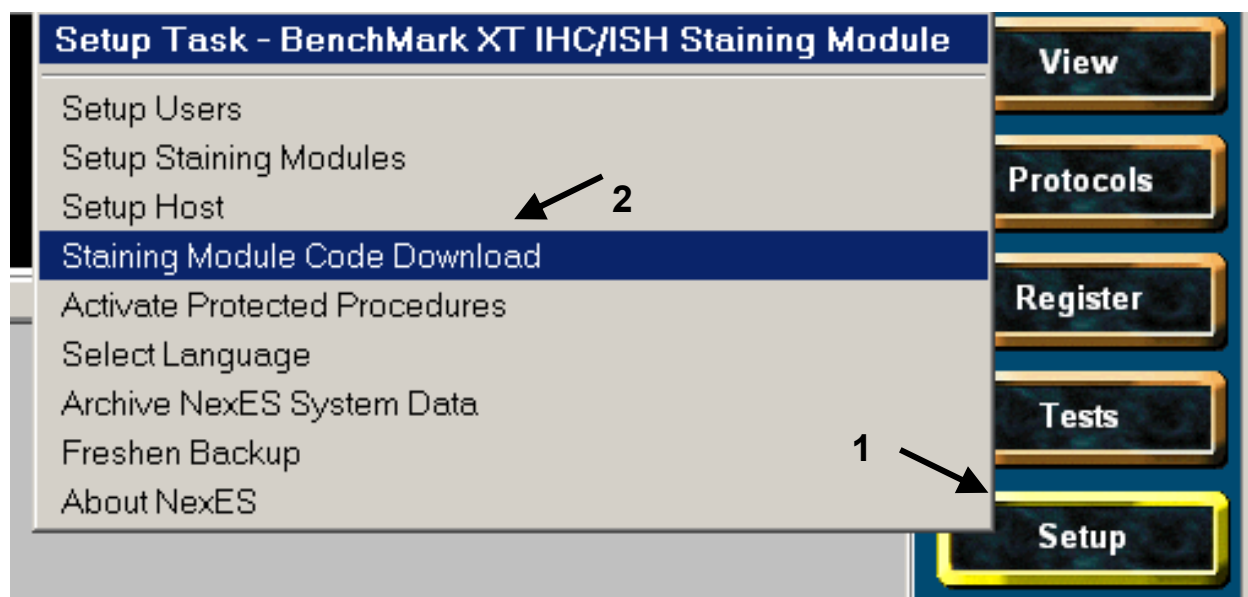 Setup Task - BenchMark XT IHC/ISH Staining Module
Setup Users
Setup Staining Modules
Setup Host
2
Staining Module Code Download
Activate Protected Procedures
Select Language
Archive NexES System Data
Freshen Backup
1
About NexES
View
Protocols
Register
Tests
Setup